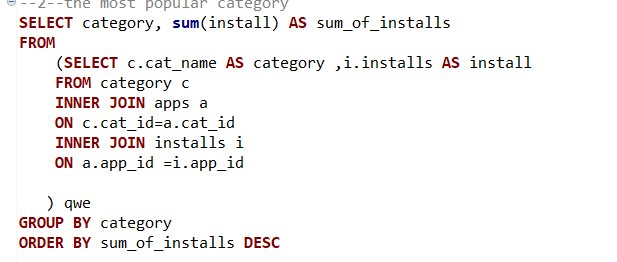 --2--the most popular category
SELECT category, sum(install) AS sum_of_installs
FROM
(SELECT c.cat_name AS category ,i.installs AS install
FROM category c
INNER JOIN apps a
ON c.cat_id=a.cat_id
INNER JOIN installs i
ON a.app_id =i.app_id
) qwe
GROUP BY category
ORDER BY sum_of_installs DESC